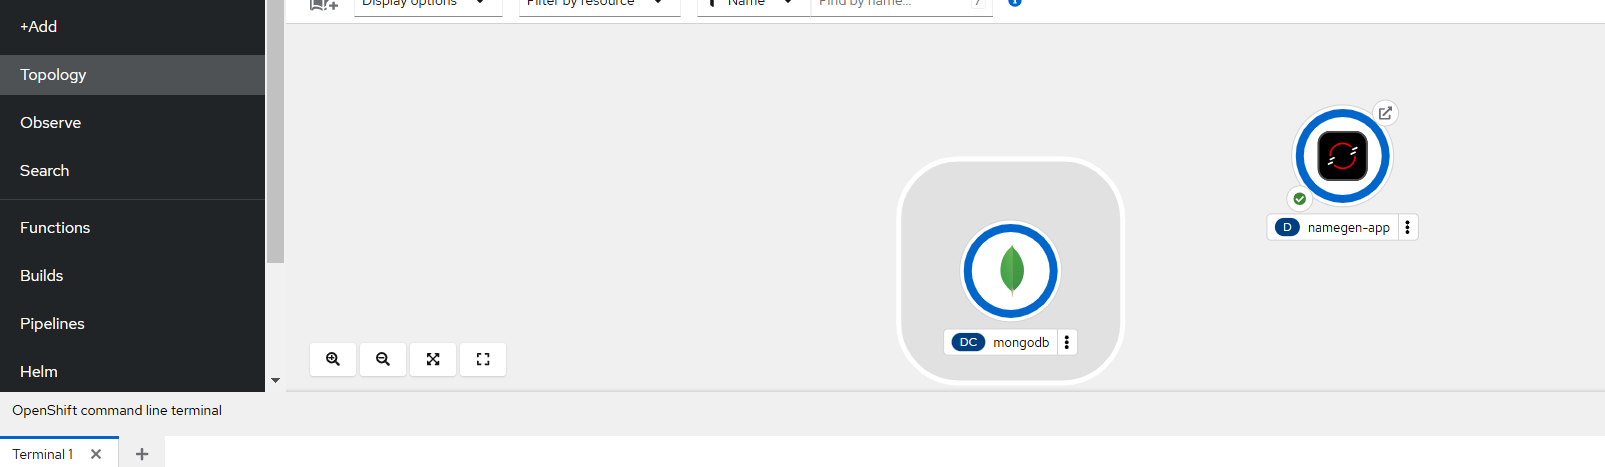 Display options
Filter by resource
Name
Find by name...
/
+Add
Topology
Observe
Search
Functions
Builds
Pipelines
Helm
D namegen-app
DC mongodb
OpenShift command line terminal
Terminal 1